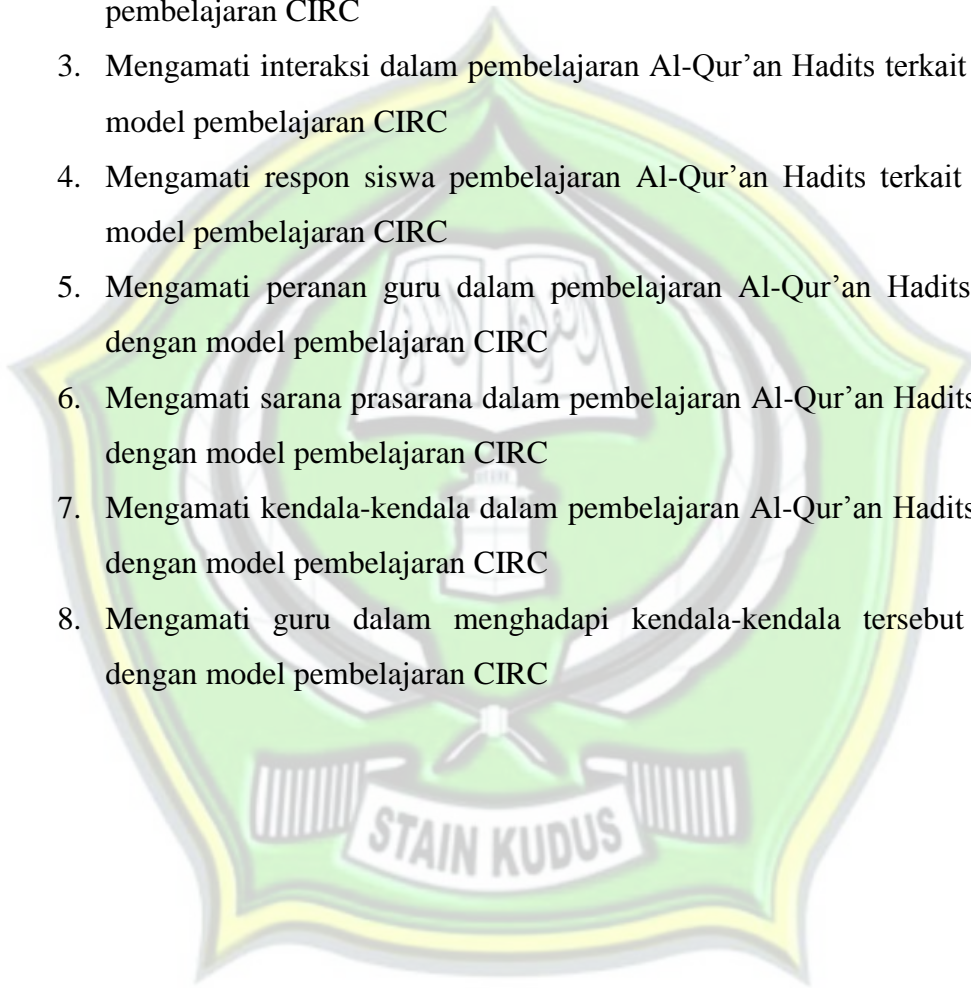 pembelajaran CIRC
3. Mengamati interaksi dalam pembelajaran Al-Qur’an Hadits terkait
model pembelajaran CIRC
4. Mengamati respon siswa pembelajaran Al-Qur’an Hadits terkait
model pembelajaran CIRC
5. Mengamati peranan guru dalam pembelajaran Al-Qur’an Hadits
dengan model pembelajaran CIRC
6. Mengamati sarana prasarana dalam pembelajaran Al-Qur’an Hadits
dengan model pembelajaran CIRC
7. Mengamati kendala-kendala dalam pembelajaran Al-Qur’an Hadits
dengan model pembelajaran CIRC
8. Mengamati guru dalam menghadapi kendala-kendala tersebut
dengan model pembelajaran CIRC
STAIN KUDUS